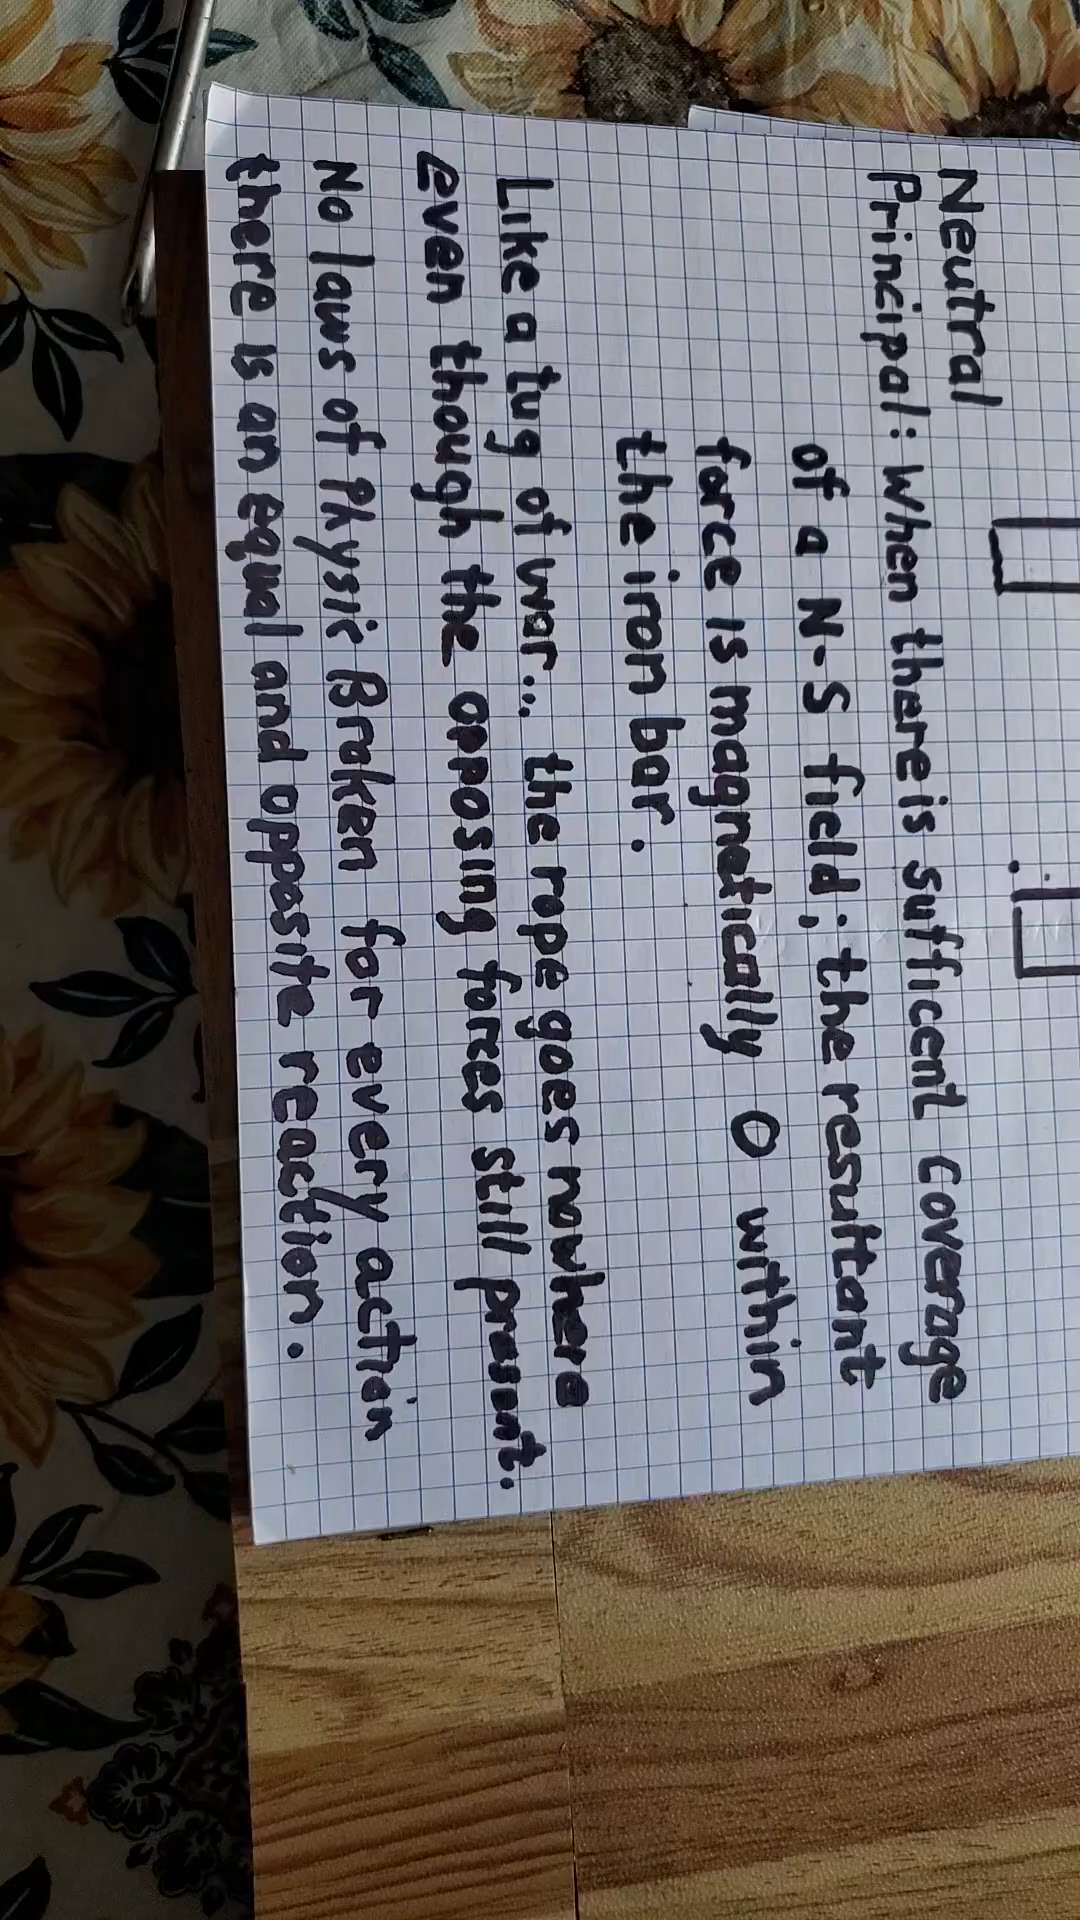 Neutral
Principal: When there is sufficent coverage
of a N-S field; the resultant
force is magnetically 0 within
the iron bar.
Like a tug of war... the rope goes nowhere
even though the opposing forces still present.
No laws of Physic Broken for every action
there is an equal and opposite reaction.